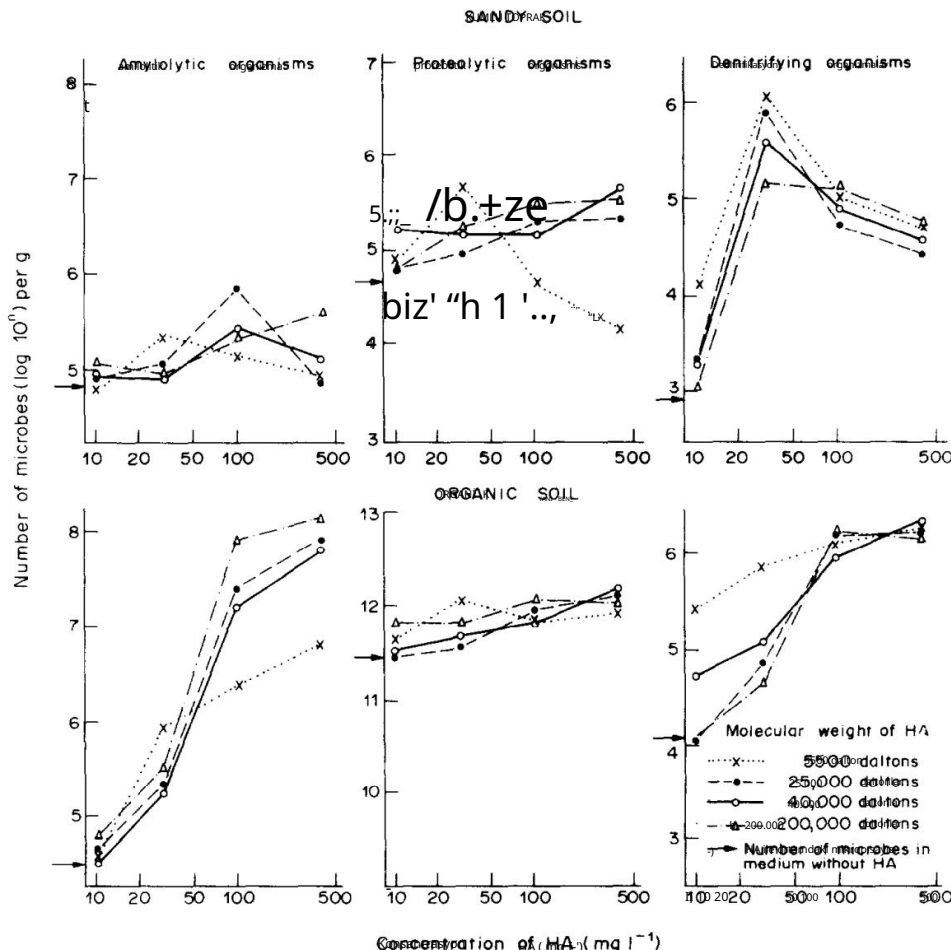 SANDY SOIL
Amylolytic organisms
Proteolytic organisms
Denitrifying organisms
8
7
6
5
7
6
5
4
3
6
5
4
3
t
/b +ze
biz' “h 1 '..,
10 20 50 100 500
10 20 50 100 500
10 20 50 100 500
Number of microbes (log 10ⁿ) per g
ORGANIC SOIL
8
7
6
5
13
12
11
10
6
5
4
3
Molecular weight of HA
5500 daltons
25,000 daltons
40,000 daltons
200,000 daltons
Number of microbes in
medium without HA
10 20 50 100 500
10 20 50 100 500
10 20 50 100 500
Concentration of HA (mg l⁻¹)